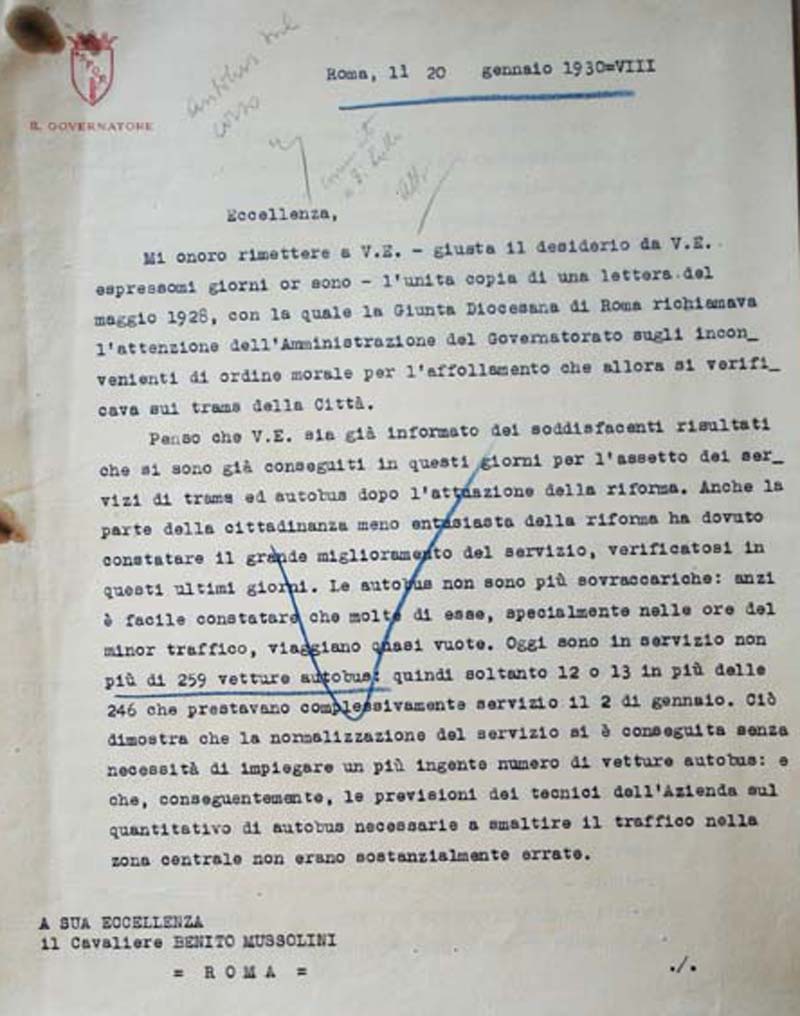 SPQR
IL GOVERNATORE
autobus nel
corso
Roma, li 20 gennaio 1930=VIII
Eccellenza,
Mi onoro rimettere a V.E. - giusta il desiderio da V.E.
espressomi giorni or sono - l'unita copia di una lettera del
maggio 1928, con la quale la Giunta Diocesana di Roma richiamava
l'attenzione dell'Amministrazione del Governatorato sugli incon_
venienti di ordine morale per l'affollamento che allora si verifi_
cava sui trams della Città.
Penso che V.E. sia già informato dei soddisfacenti risultati
che si sono già conseguiti in questi giorni per l'assetto dei ser_
vizi di trams ed autobus dopo l'attuazione della riforma. Anche la
parte della cittadinanza meno entusiasta della riforma ha dovuto
constatare il grande miglioramento del servizio, verificatosi in
questi ultimi giorni. Le autobus non sono più sovraccariche: anzi
è facile constatare che molte di esse, specialmente nelle ore del
minor traffico, viaggiano quasi vuote. Oggi sono in servizio non
più di 259 vetture autobus: quindi soltanto 12 o 13 in più delle
246 che prestavano complessivamente servizio il 2 di gennaio. Ciò
dimostra che la normalizzazione del servizio si è conseguita senza
necessità di impiegare un più ingente numero di vetture autobus: e
che, conseguentemente, le previsioni dei tecnici dell'Azienda sul
quantitativo di autobus necessarie a smaltire il traffico nella
zona centrale non erano sostanzialmente errate.
A SUA ECCELLENZA
il Cavaliere BENITO MUSSOLINI
= R O M A =
./.